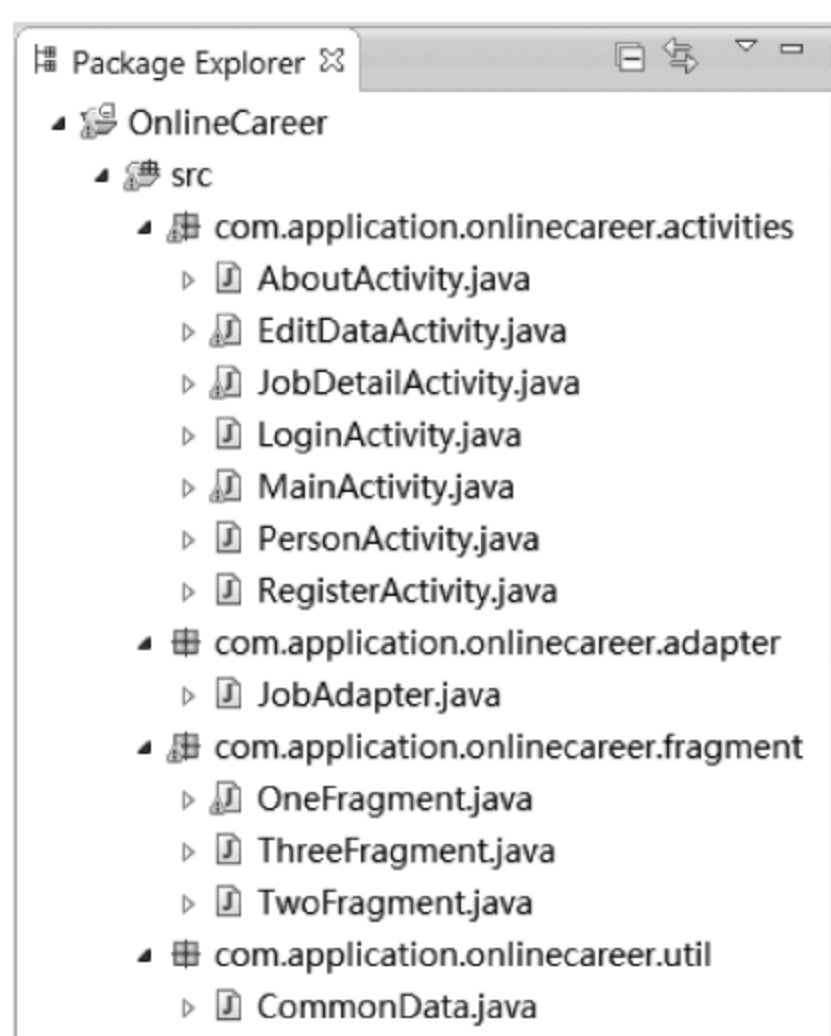 Package Explorer
OnlineCareer
src
com.application.onlinecareer.activities
AboutActivity.java
EditDataActivity.java
JobDetailActivity.java
LoginActivity.java
MainActivity.java
PersonActivity.java
RegisterActivity.java
com.application.onlinecareer.adapter
JobAdapter.java
com.application.onlinecareer.fragment
OneFragment.java
ThreeFragment.java
TwoFragment.java
com.application.onlinecareer.util
CommonData.java